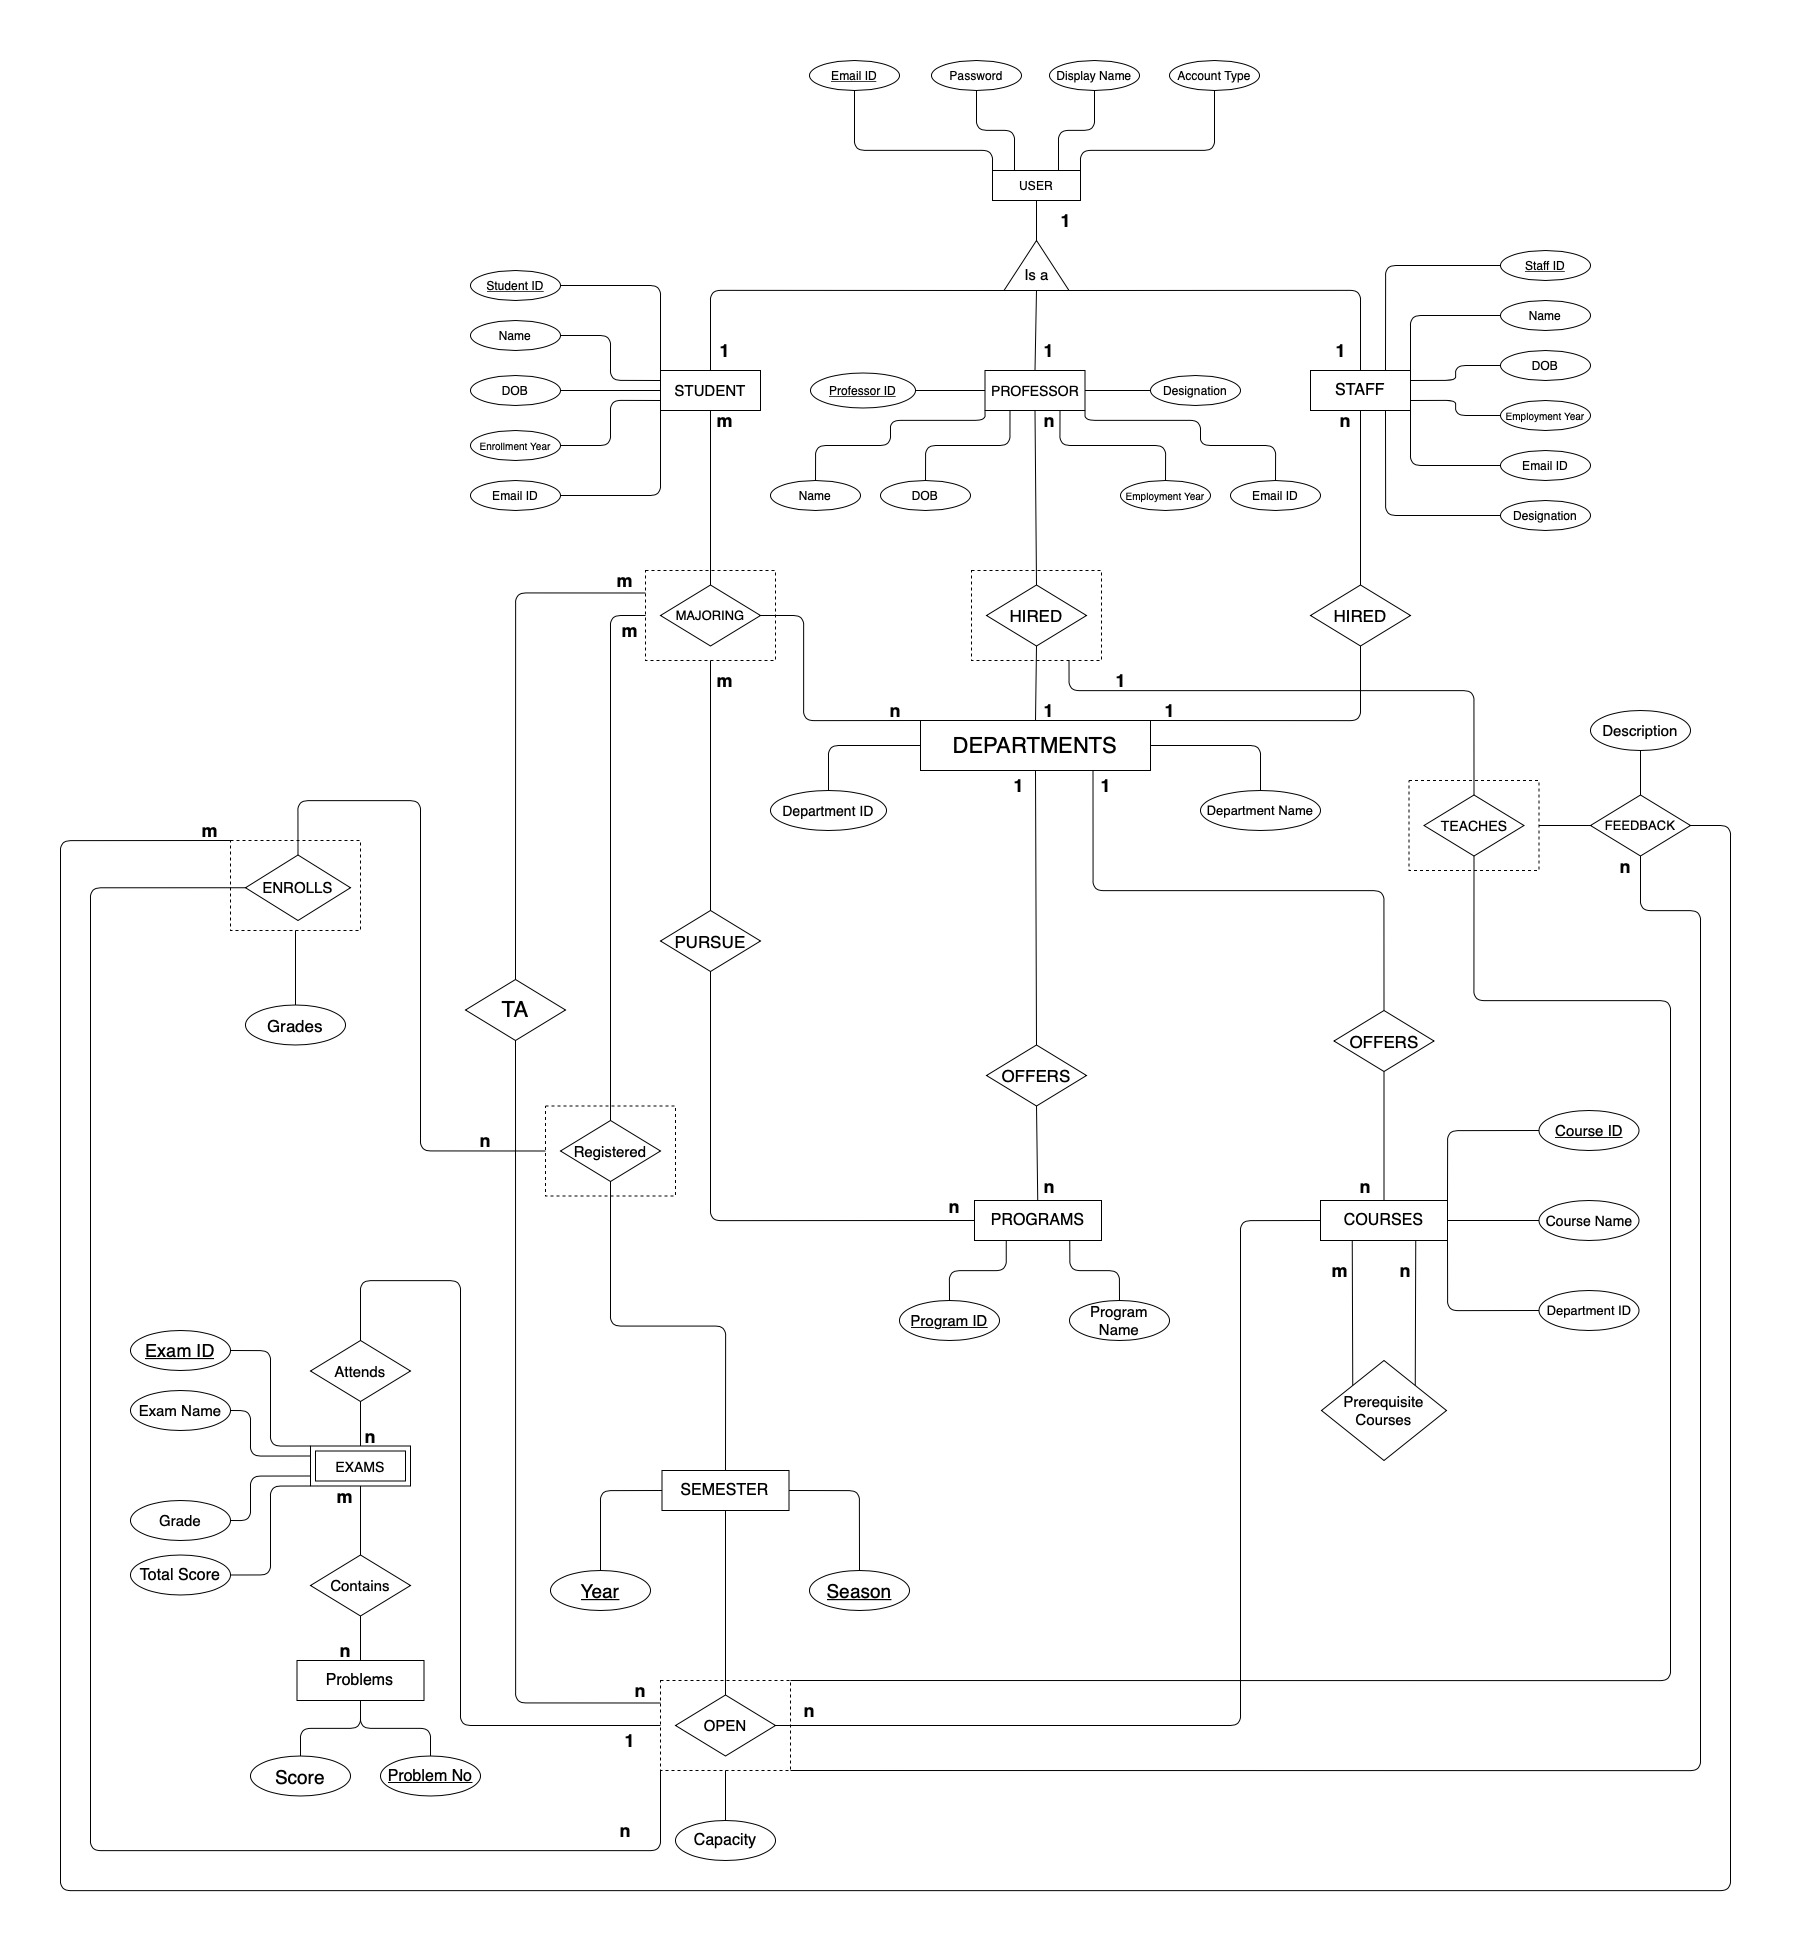 Email ID
Password
Display Name
Account Type
USER
1
Is a
Student ID
Name
DOB
Enrollment Year
Email ID
1
STUDENT
m
1
Professor ID
PROFESSOR
Designation
n
Name
DOB
Employment Year
Email ID
1
STAFF
n
Staff ID
Name
DOB
Employment Year
Email ID
Designation
m
m
MAJORING
m
HIRED
HIRED
1
n
1
1
DEPARTMENTS
1
1
Department ID
Department Name
Description
TEACHES
FEEDBACK
n
m
ENROLLS
Grades
TA
PURSUE
OFFERS
OFFERS
n
Registered
n
n
PROGRAMS
Program ID
Program
Name
n
COURSES
m
n
Course ID
Course Name
Department ID
Prerequisite
Courses
Exam ID
Exam Name
Grade
Total Score
Attends
n
EXAMS
m
Contains
n
Problems
Score
Problem No
SEMESTER
Year
Season
n
1
OPEN
n
n
Capacity